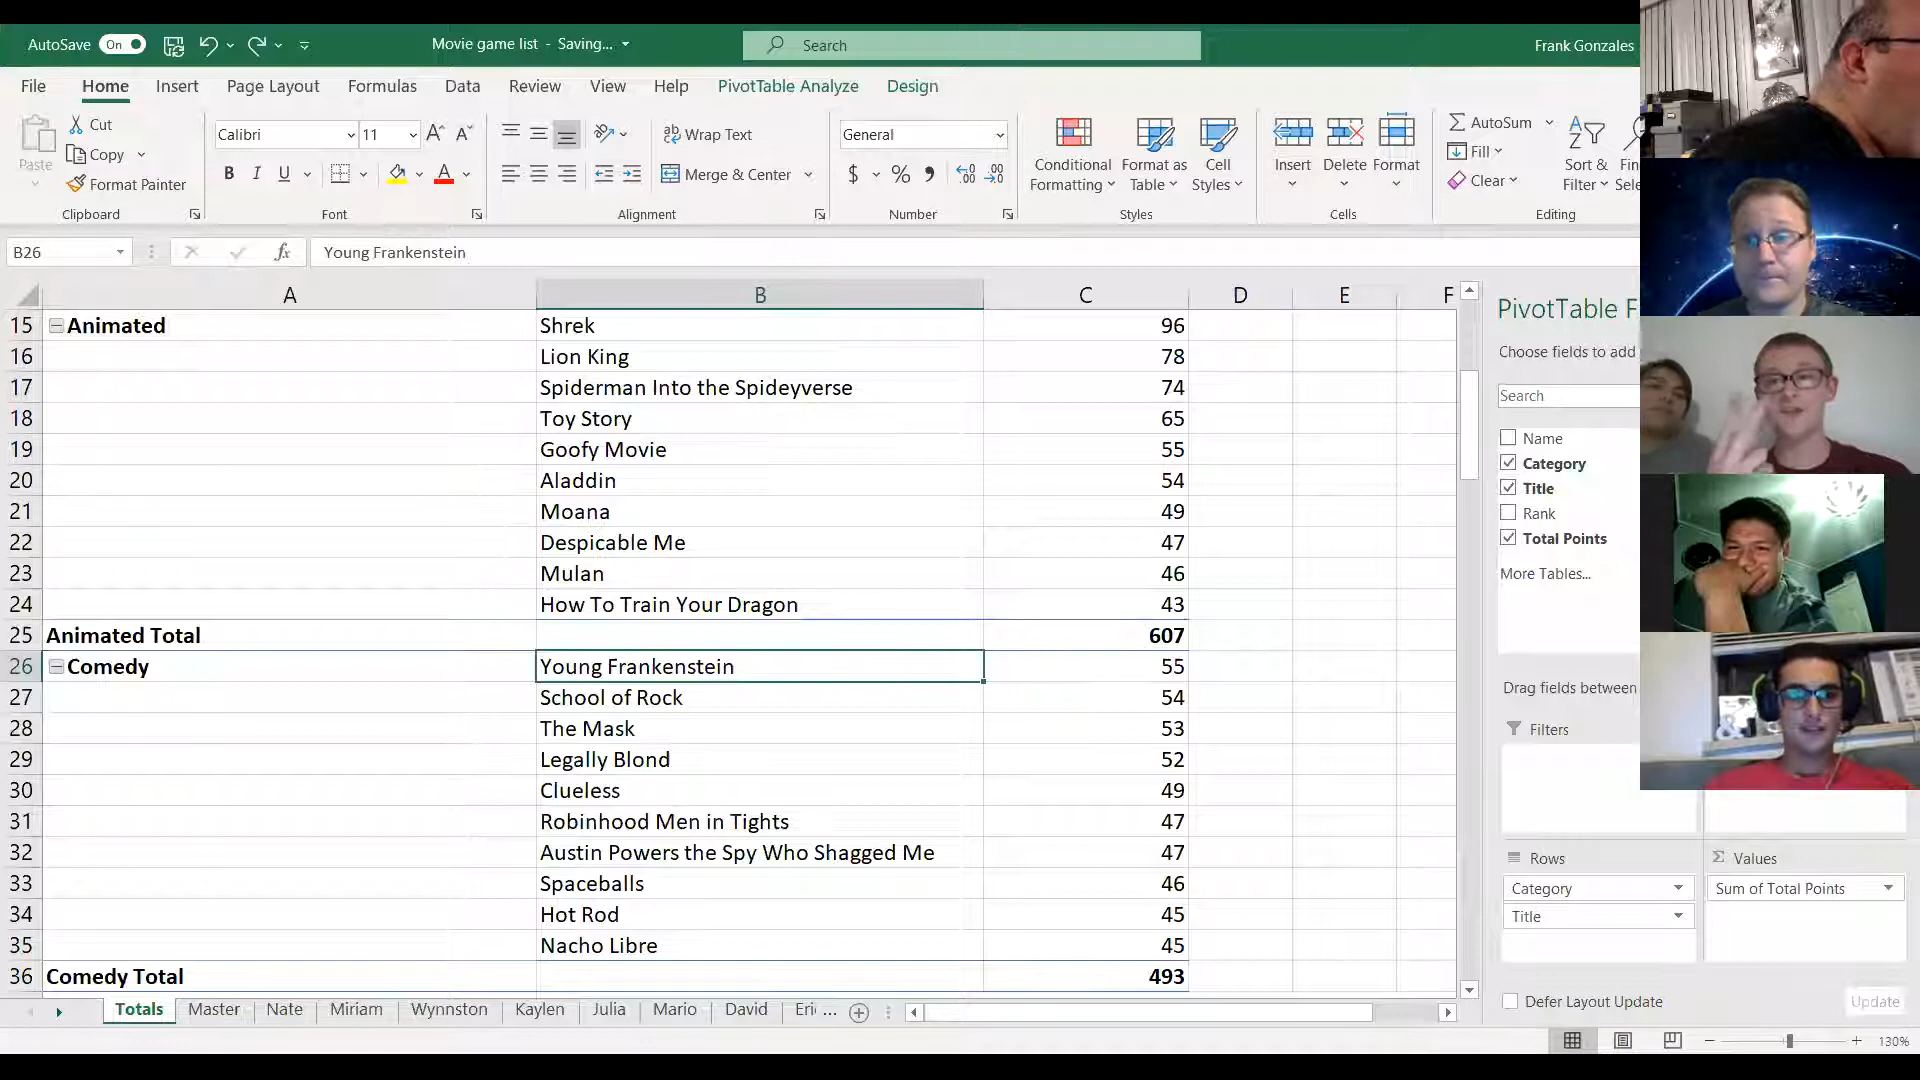 AutoSave On Movie game list - Saving... Search Frank Gonzales
File Home Insert Page Layout Formulas Data Review View Help PivotTable Analyze Design
Paste Cut Copy Format Painter Clipboard
Calibri 11 B I U Font
Wrap Text Merge & Center Alignment
General $ % Number
Conditional Formatting Format as Table Cell Styles Styles
Insert Delete Format Cells
AutoSum Fill Clear Sort & Filter Editing
B26 fx Young Frankenstein
A B C D E F
15 Animated Shrek 96
16 Lion King 78
17 Spiderman Into the Spideyverse 74
18 Toy Story 65
19 Goofy Movie 55
20 Aladdin 54
21 Moana 49
22 Despicable Me 47
23 Mulan 46
24 How To Train Your Dragon 43
25 Animated Total 607
26 Comedy Young Frankenstein 55
27 School of Rock 54
28 The Mask 53
29 Legally Blond 52
30 Clueless 49
31 Robinhood Men in Tights 47
32 Austin Powers the Spy Who Shagged Me 47
33 Spaceballs 46
34 Hot Rod 45
35 Nacho Libre 45
36 Comedy Total 493
PivotTable F
Choose fields to add
Search
Name
Category
Title
Rank
Total Points
More Tables...
Drag fields between
Filters
Rows Values
Category Sum of Total Points
Title
Defer Layout Update Update
Totals Master Nate Miriam Wynnston Kaylen Julia Mario David Eri ...
130%